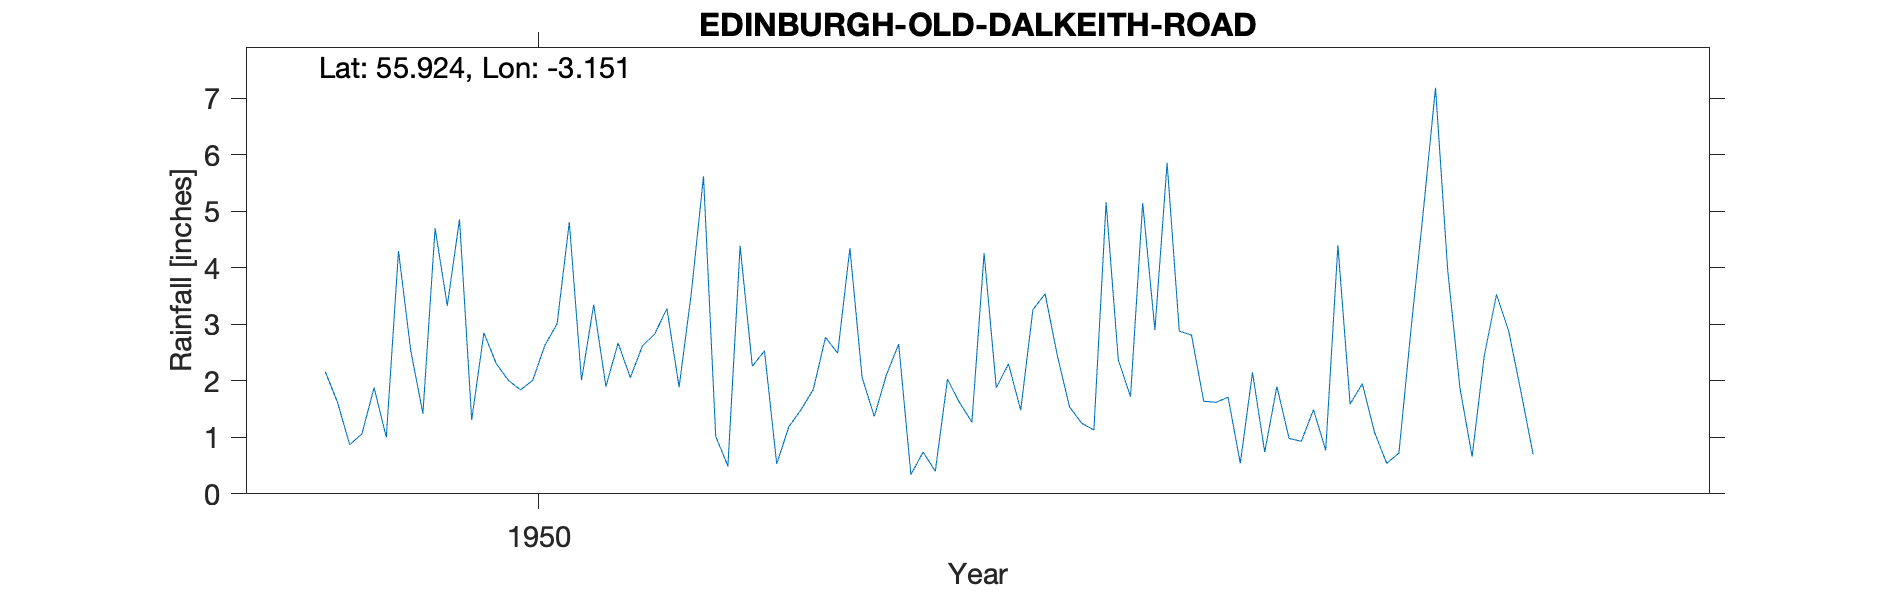 EDINBURGH-OLD-DALKEITH-ROAD
Lat: 55.924, Lon: -3.151
7
6
5
4
3
2
1
0
Rainfall [inches]
1950
Year